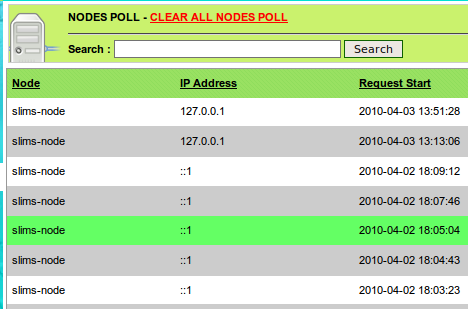 NODES POLL - CLEAR ALL NODES POLL
Search : Search
Node IP Address Request Start
slims-node 127.0.0.1 2010-04-03 13:51:28
slims-node 127.0.0.1 2010-04-03 13:13:06
slims-node ::1 2010-04-02 18:09:12
slims-node ::1 2010-04-02 18:07:46
slims-node ::1 2010-04-02 18:05:04
slims-node ::1 2010-04-02 18:04:43
slims-node ::1 2010-04-02 18:03:23